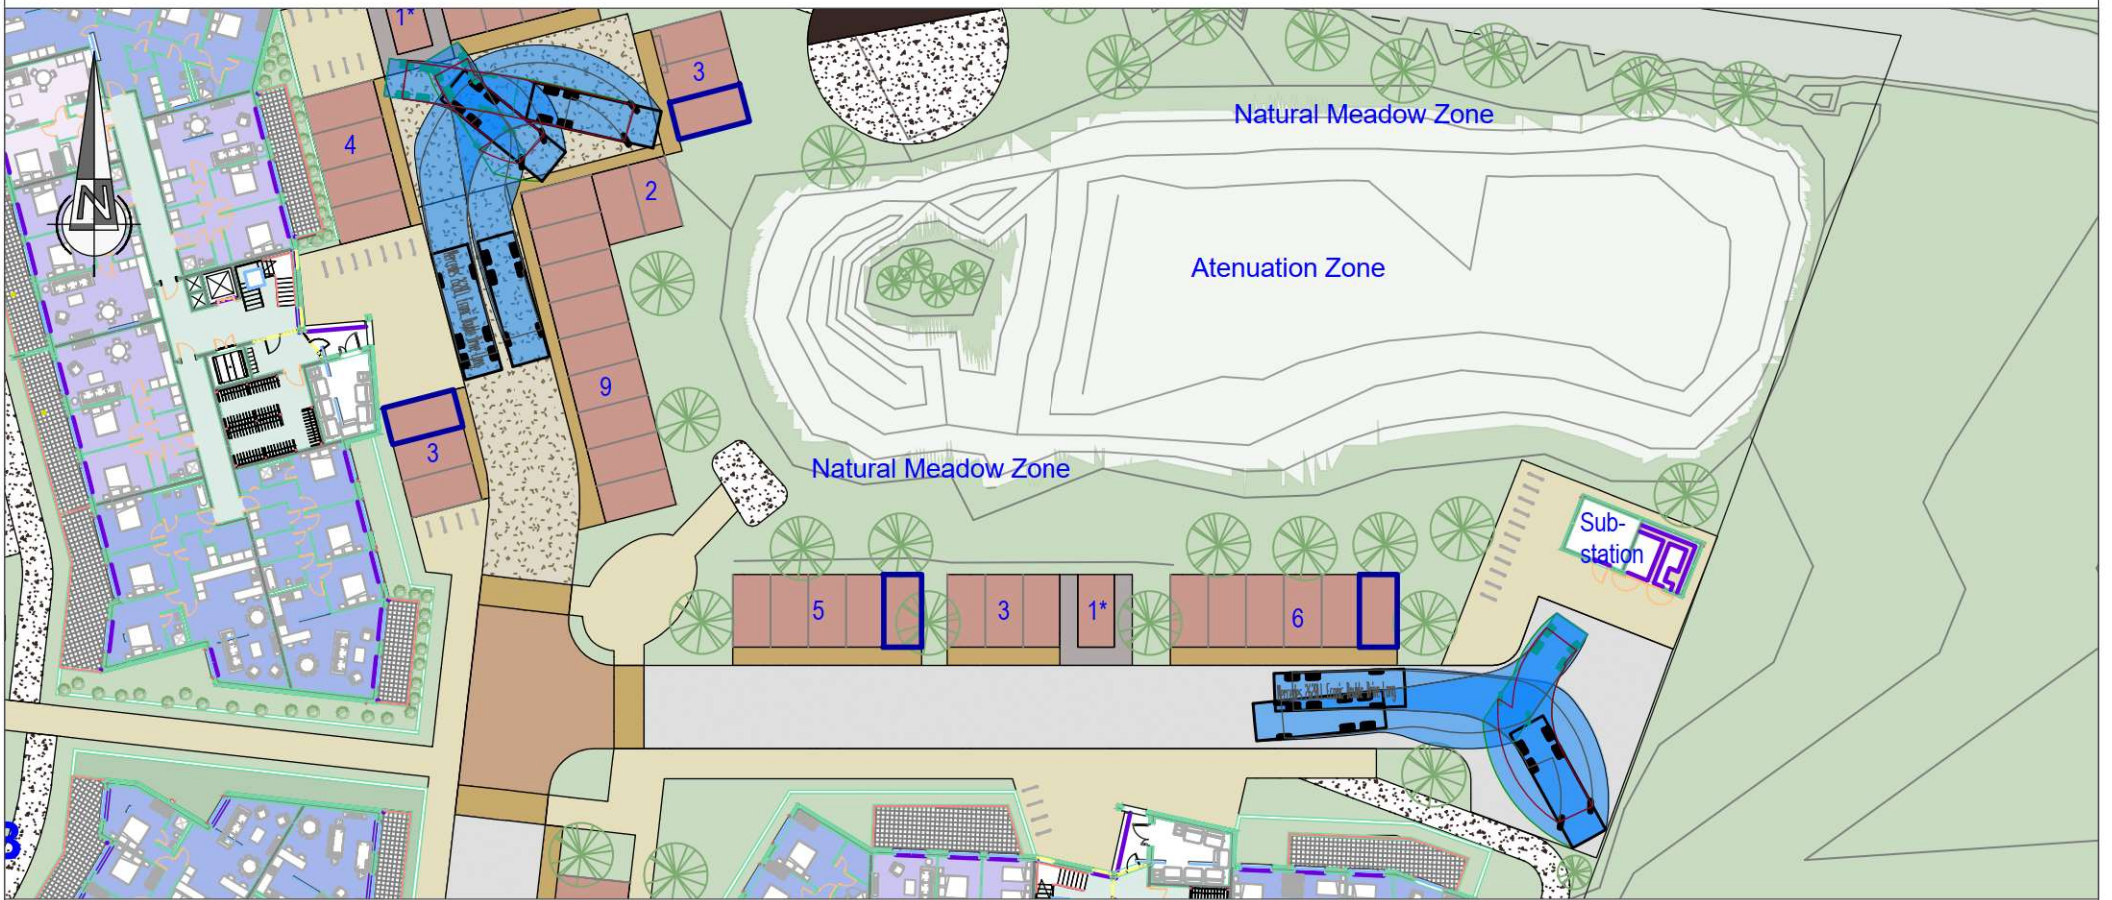 1*
3
Natural Meadow Zone
4
2
N
Atenuation Zone
9
3
Natural Meadow Zone
Sub-
station
5
3
1*
6